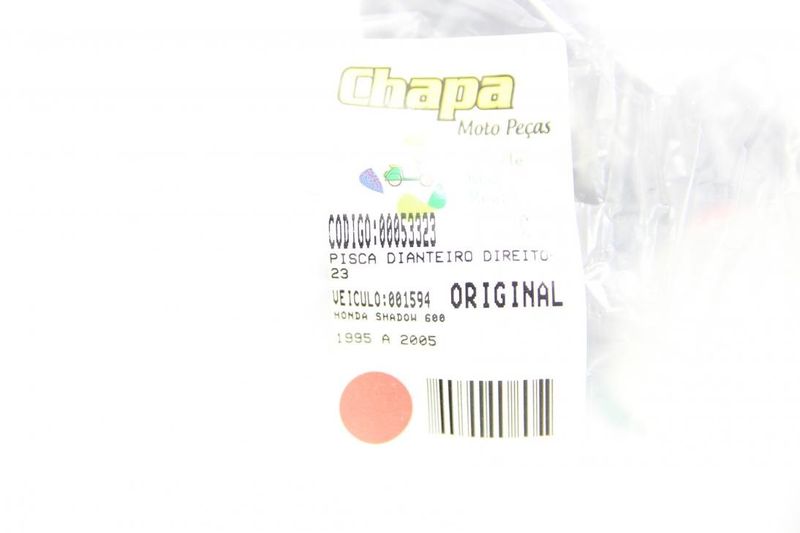 Chapa
Moto Peças
CODIGO:00053323
PISCA DIANTEIRO DIREITO
23
VEICULO:001594 ORIGINAL
HONDA SHADOW 600
1995 A 2005